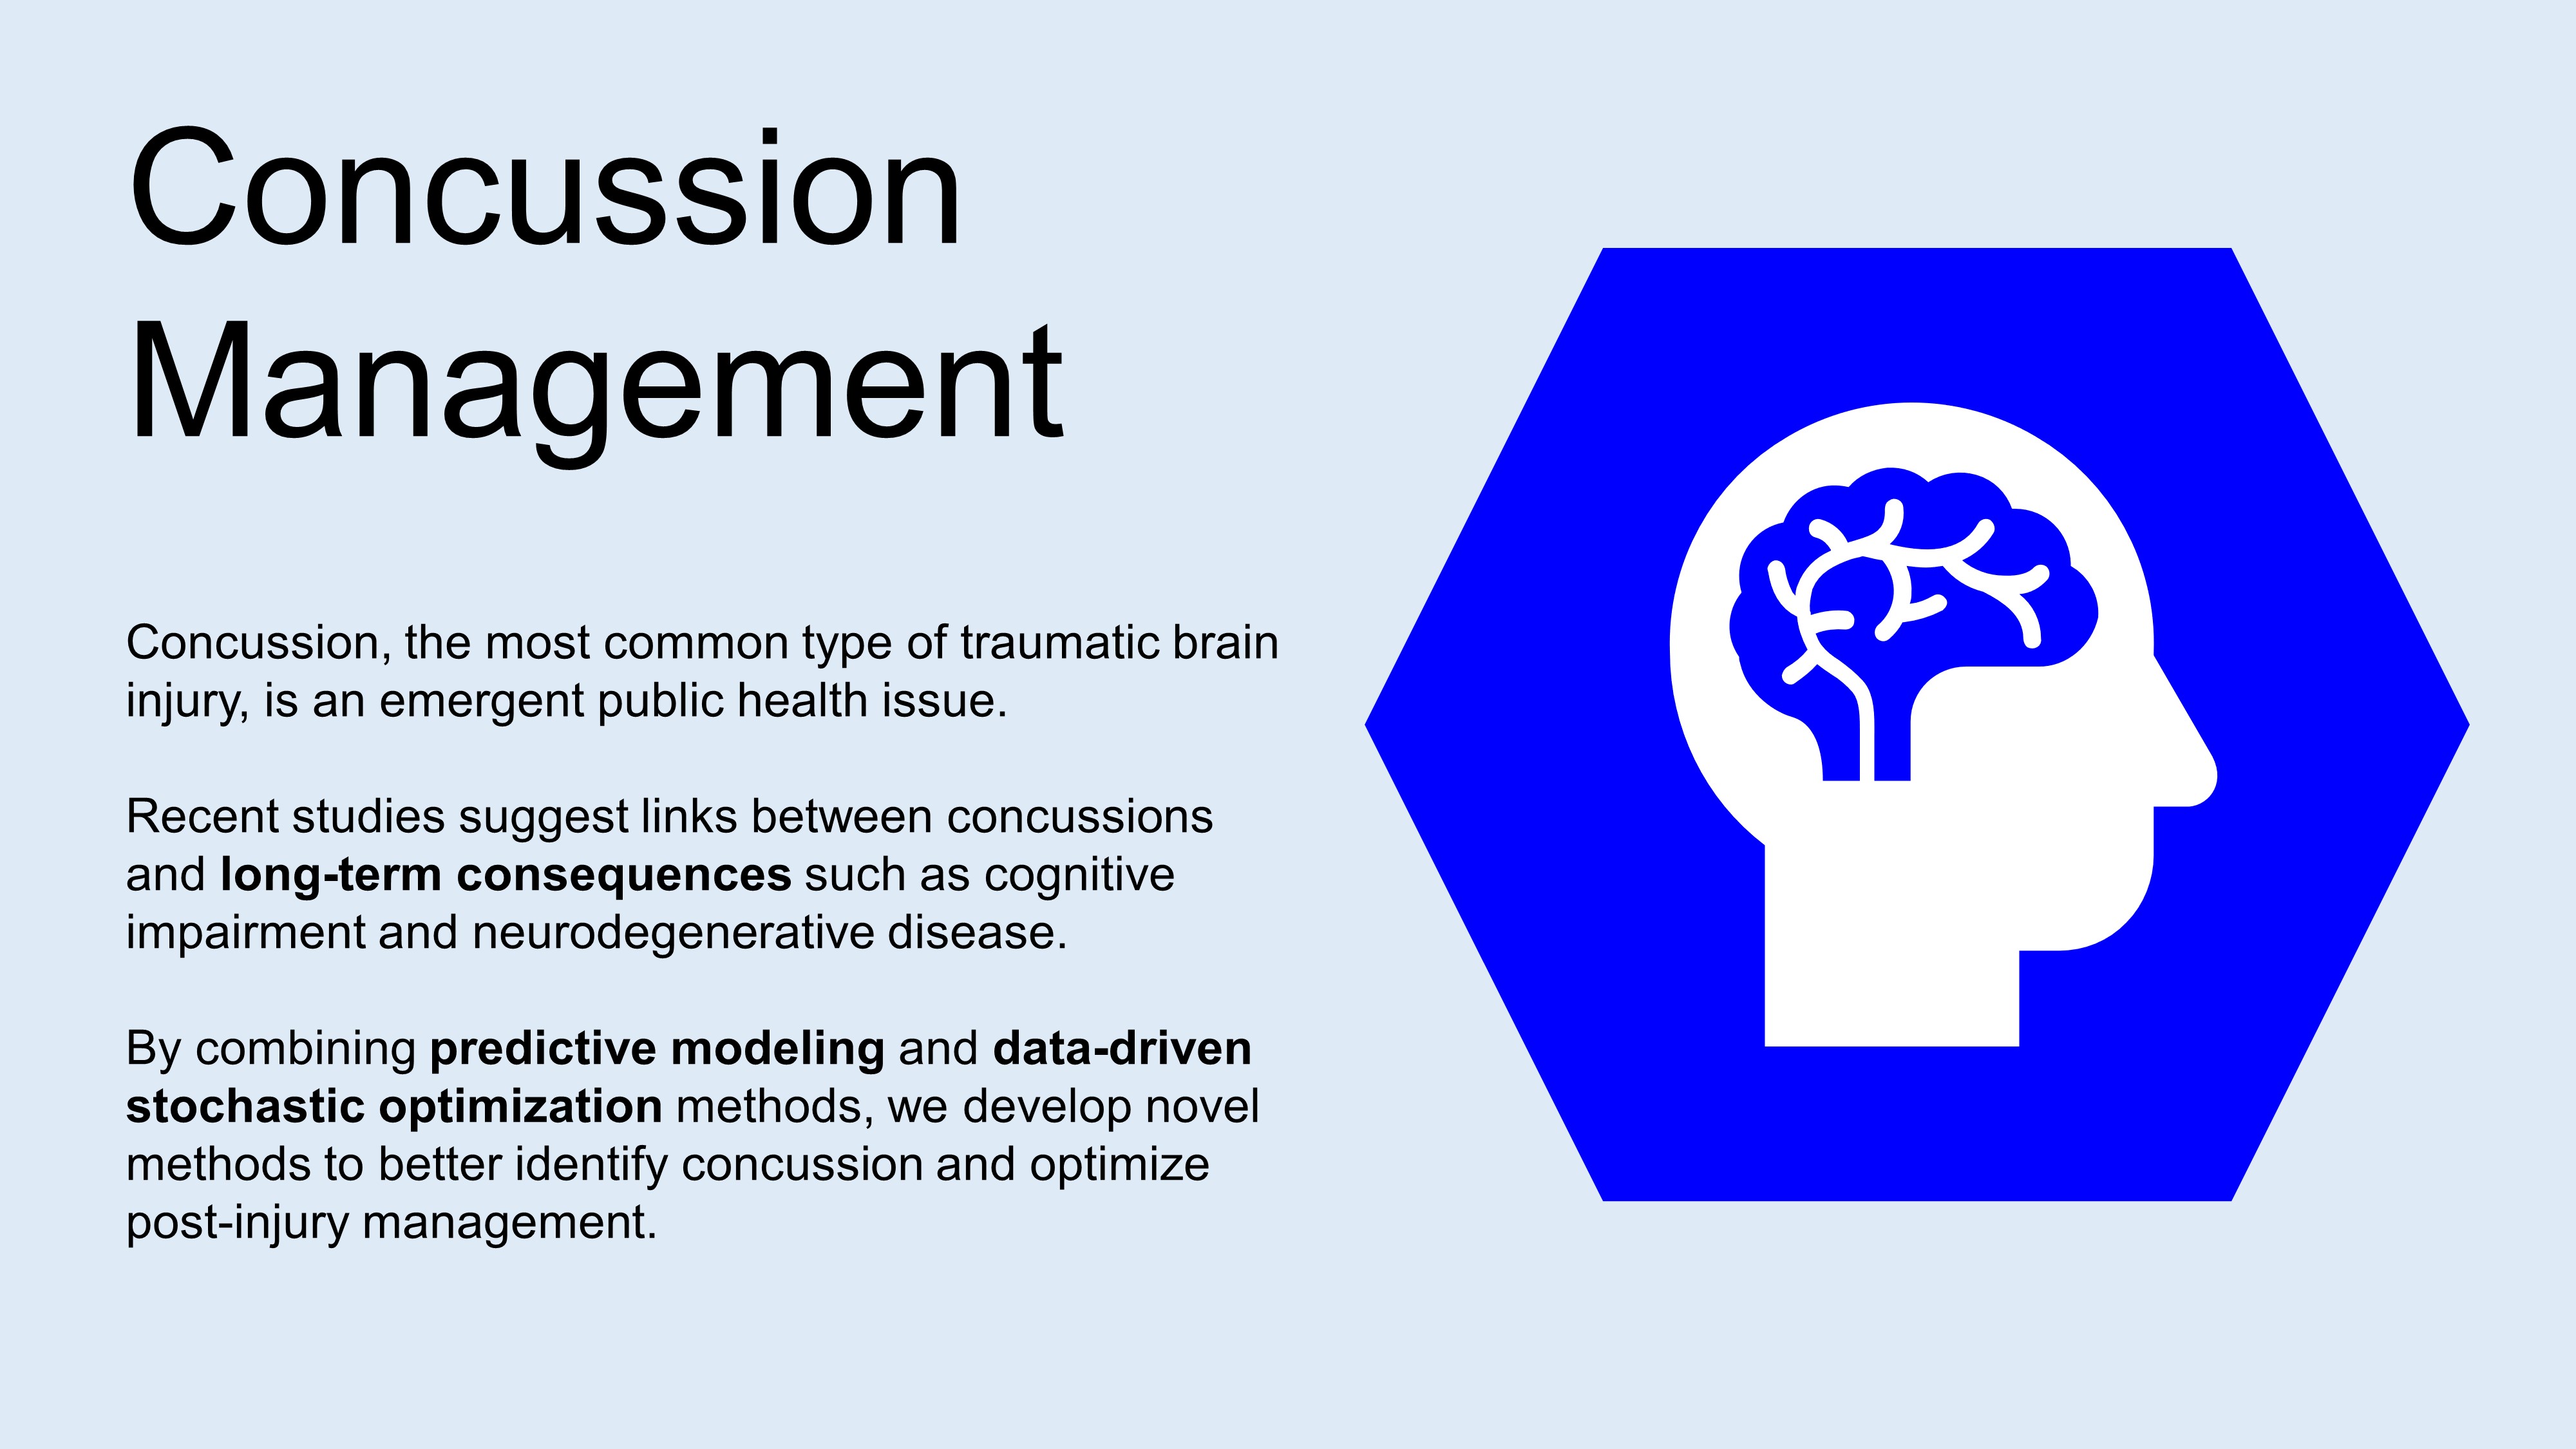 Concussion
Management
Concussion, the most common type of traumatic brain
injury, is an emergent public health issue.
Recent studies suggest links between concussions
and long-term consequences such as cognitive
impairment and neurodegenerative disease.
By combining predictive modeling and data-driven
stochastic optimization methods, we develop novel
methods to better identify concussion and optimize
post-injury management.